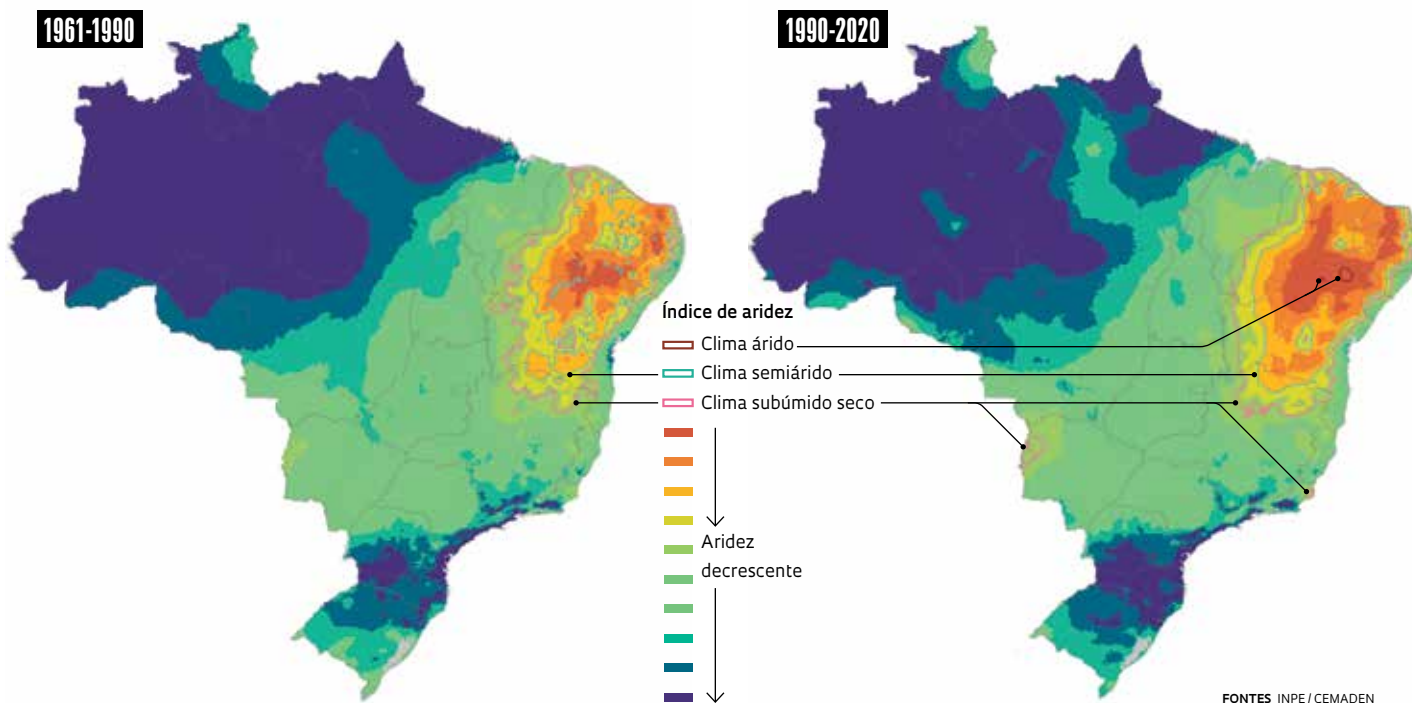 1961-1990
1990-2020
Índice de aridez
Clima árido
Clima semiárido
Clima subúmido seco
Aridez
decrescente
FONTES INPE / CEMADEN